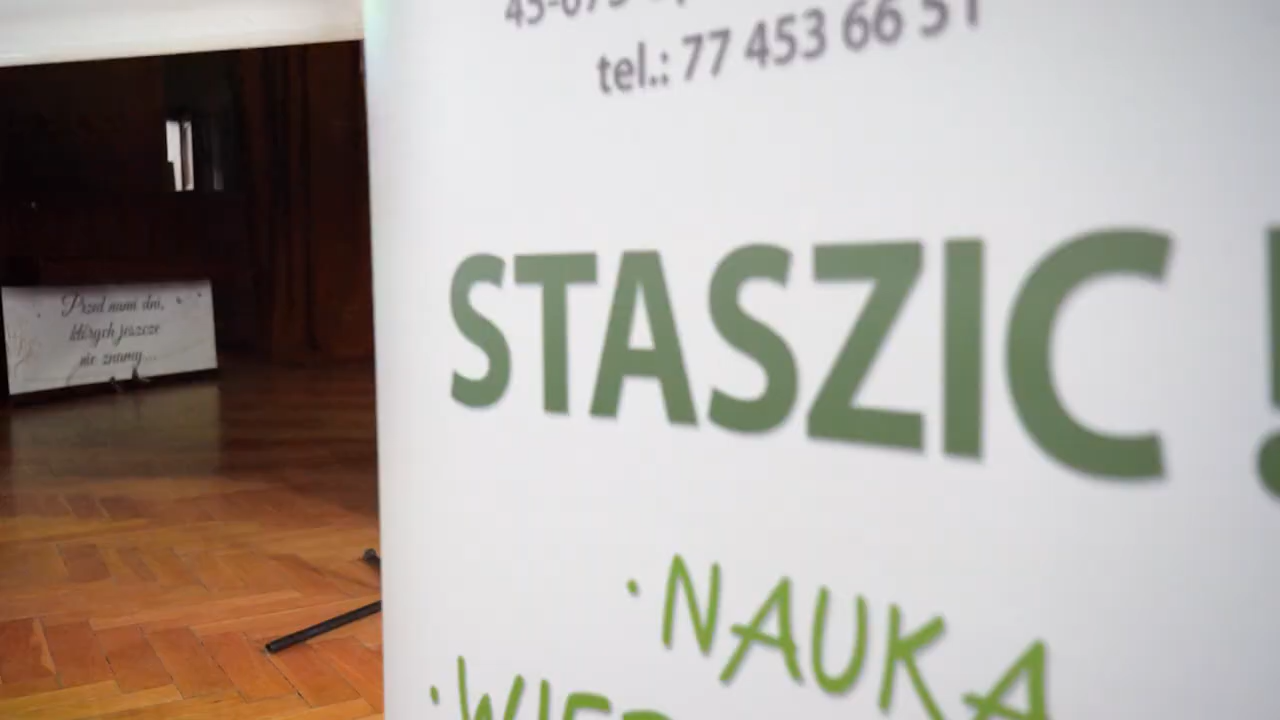 tel.: 77 453 66 51
STASZIC !
• NAUKA
Przed nami dni,
których jeszcze
nie znamy...